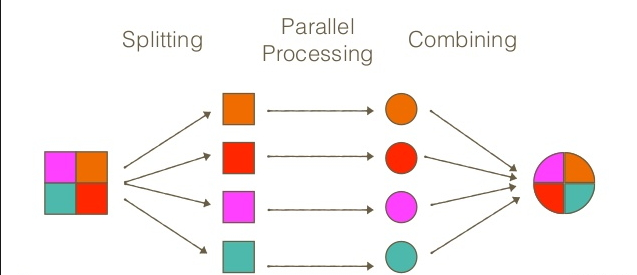 Splitting
Parallel
Processing
Combining